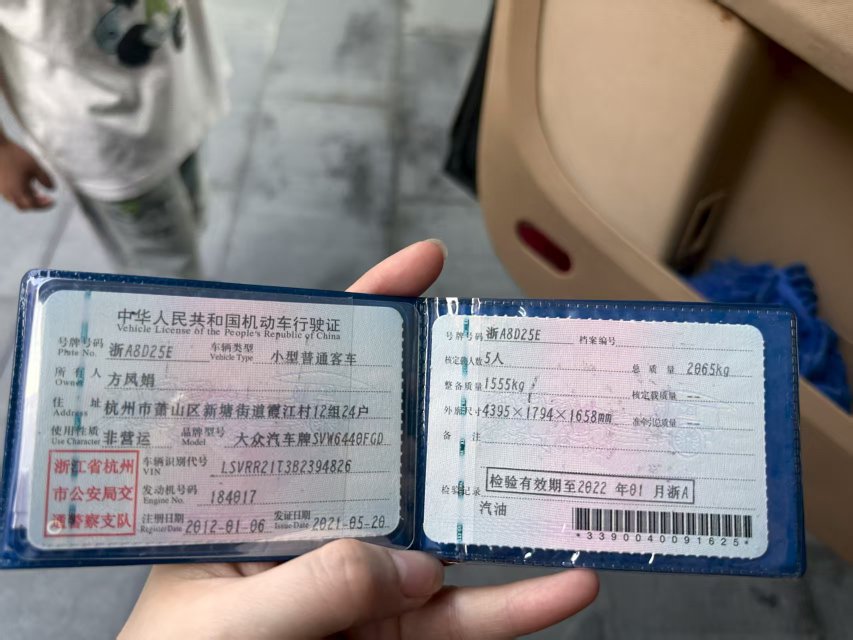 中华人民共和国机动车行驶证
Vehicle License of the People's Republic of China
号牌号码 Plate No. 浙A8D25E 车辆类型 Vehicle Type 小型普通客车
所有人 Owner 方凤娟
住址 Address 杭州市萧山区新塘街道霞江村12组24户
使用性质 Use Character 非营运 品牌型号 Model 大众汽车牌SVW6440FGD
浙江省杭州
市公安局交
通警察支队
车辆识别代号 VIN LSVRR21T3B2394826
发动机号码 Engine No. 184017
注册日期 Register Date 2012-01-06 发证日期 Issue Date 2021-05-20
号牌号码 浙A8D25E 档案编号
核定载人数 5人 总质量 2065kg
整备质量 1555kg 核定载质量 --
外廓尺寸 4395×1794×1658mm 准牵引总质量 --
备注
检验记录 检验有效期至2022年01月浙A
汽油
*3390040091625*